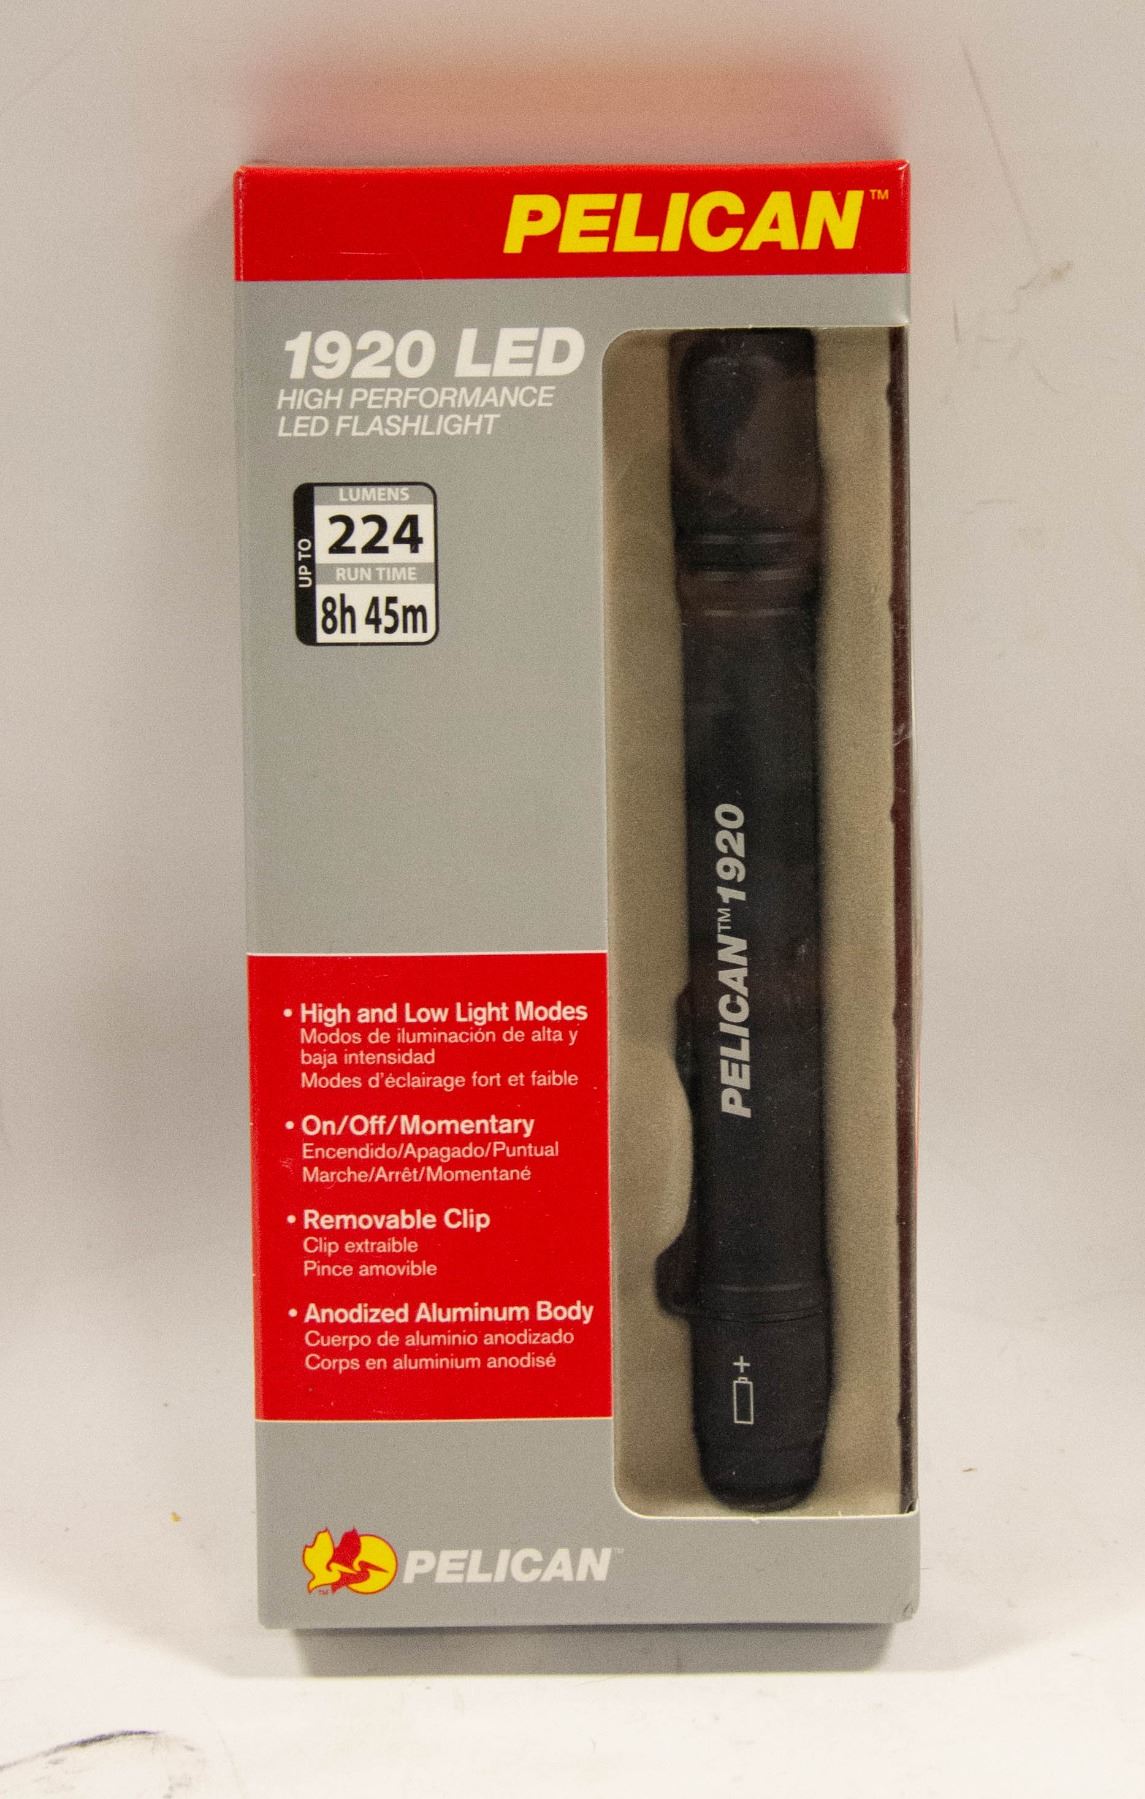 PELICAN™
1920 LED
HIGH PERFORMANCE
LED FLASHLIGHT
UP TO
LUMENS
224
RUN TIME
8h 45m
• High and Low Light Modes
Modos de iluminación de alta y
baja intensidad
Modes d'éclairage fort et faible
• On/Off/Momentary
Encendido/Apagado/Puntual
Marche/Arrêt/Momentané
• Removable Clip
Clip extraíble
Pince amovible
• Anodized Aluminum Body
Cuerpo de aluminio anodizado
Corps en aluminium anodisé
PELICAN™ 1920
+
™
PELICAN™